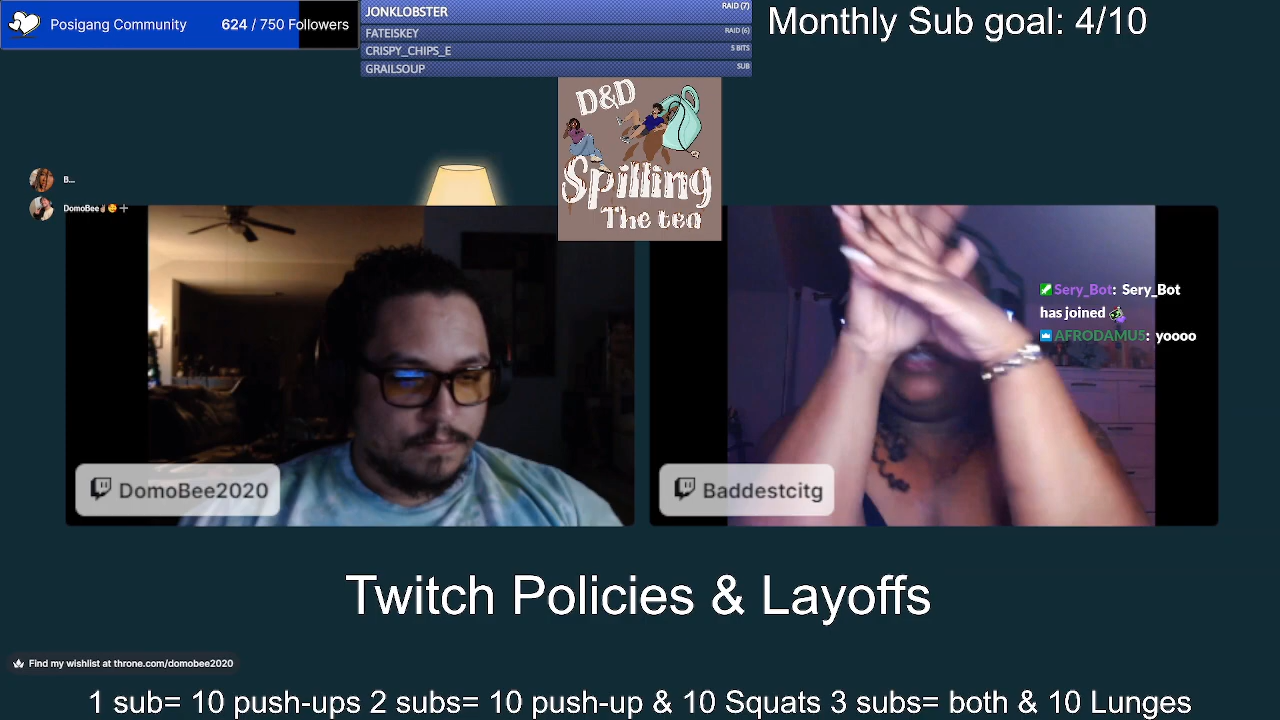 Posigang Community 624 / 750 Followers
JONKLOBSTER RAID (7)
FATEISKEY RAID (6)
CRISPY_CHIPS_E 5 BITS
GRAILSOUP SUB
Monthly Sub goal: 4/10
D&D
Spilling
The tea
B...
DomoBee
Sery_Bot: Sery_Bot
has joined
AFRODAMU5: yoooo
DomoBee2020
Baddestcitg
Twitch Policies & Layoffs
Find my wishlist at throne.com/domobee2020
1 sub= 10 push-ups 2 subs= 10 push-up & 10 Squats 3 subs= both & 10 Lunges